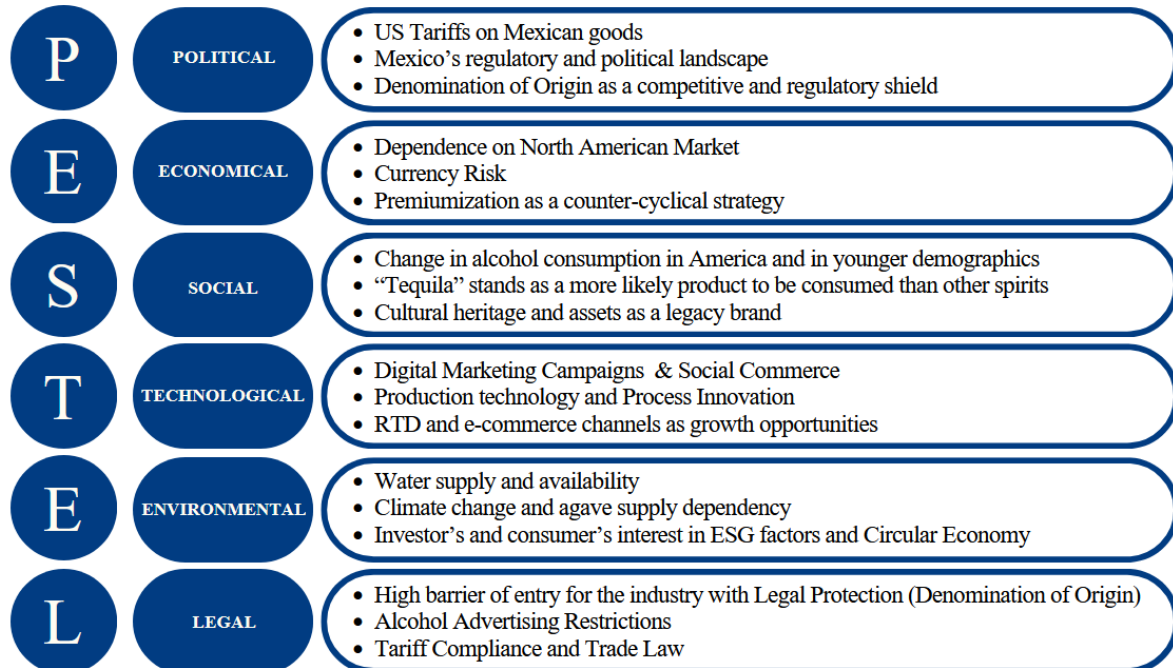 P
POLITICAL
• US Tariffs on Mexican goods
• Mexico’s regulatory and political landscape
• Denomination of Origin as a competitive and regulatory shield
E
ECONOMICAL
• Dependence on North American Market
• Currency Risk
• Premiumization as a counter-cyclical strategy
S
SOCIAL
• Change in alcohol consumption in America and in younger demographics
• “Tequila” stands as a more likely product to be consumed than other spirits
• Cultural heritage and assets as a legacy brand
T
TECHNOLOGICAL
• Digital Marketing Campaigns & Social Commerce
• Production technology and Process Innovation
• RTD and e-commerce channels as growth opportunities
E
ENVIRONMENTAL
• Water supply and availability
• Climate change and agave supply dependency
• Investor’s and consumer’s interest in ESG factors and Circular Economy
L
LEGAL
• High barrier of entry for the industry with Legal Protection (Denomination of Origin)
• Alcohol Advertising Restrictions
• Tariff Compliance and Trade Law